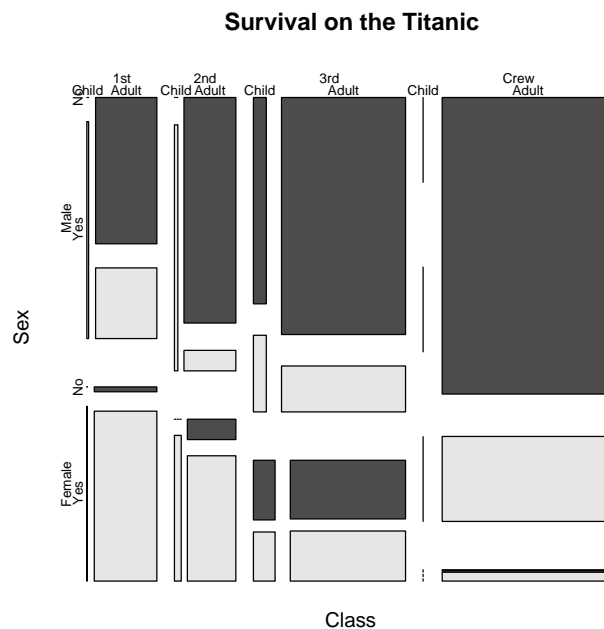 Survival on the Titanic
1st 2nd 3rd Crew
Child Adult Child Adult Child Adult Child Adult
No
Male
Yes
Sex
No
Female
Yes
Class